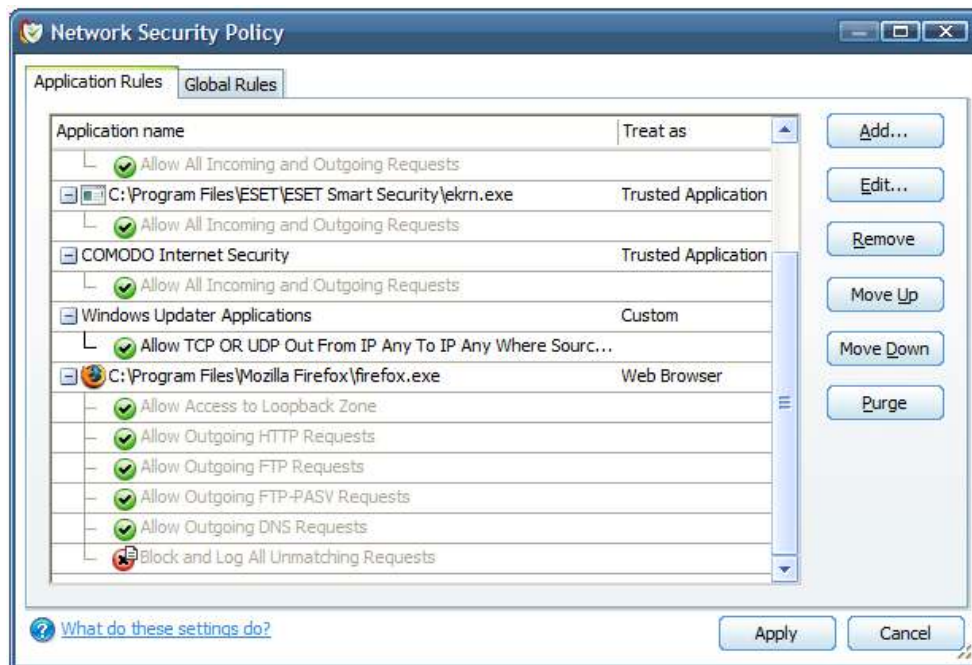 Network Security Policy
Application Rules
Global Rules
Application name Treat as
Allow All Incoming and Outgoing Requests
C:\Program Files\ESET\ESET Smart Security\ekrn.exe Trusted Application
Allow All Incoming and Outgoing Requests
COMODO Internet Security Trusted Application
Allow All Incoming and Outgoing Requests
Windows Updater Applications Custom
Allow TCP OR UDP Out From IP Any To IP Any Where Sourc...
C:\Program Files\Mozilla Firefox\firefox.exe Web Browser
Allow Access to Loopback Zone
Allow Outgoing HTTP Requests
Allow Outgoing FTP Requests
Allow Outgoing FTP-PASV Requests
Allow Outgoing DNS Requests
Block and Log All Unmatching Requests
Add...
Edit...
Remove
Move Up
Move Down
Purge
What do these settings do?
Apply
Cancel